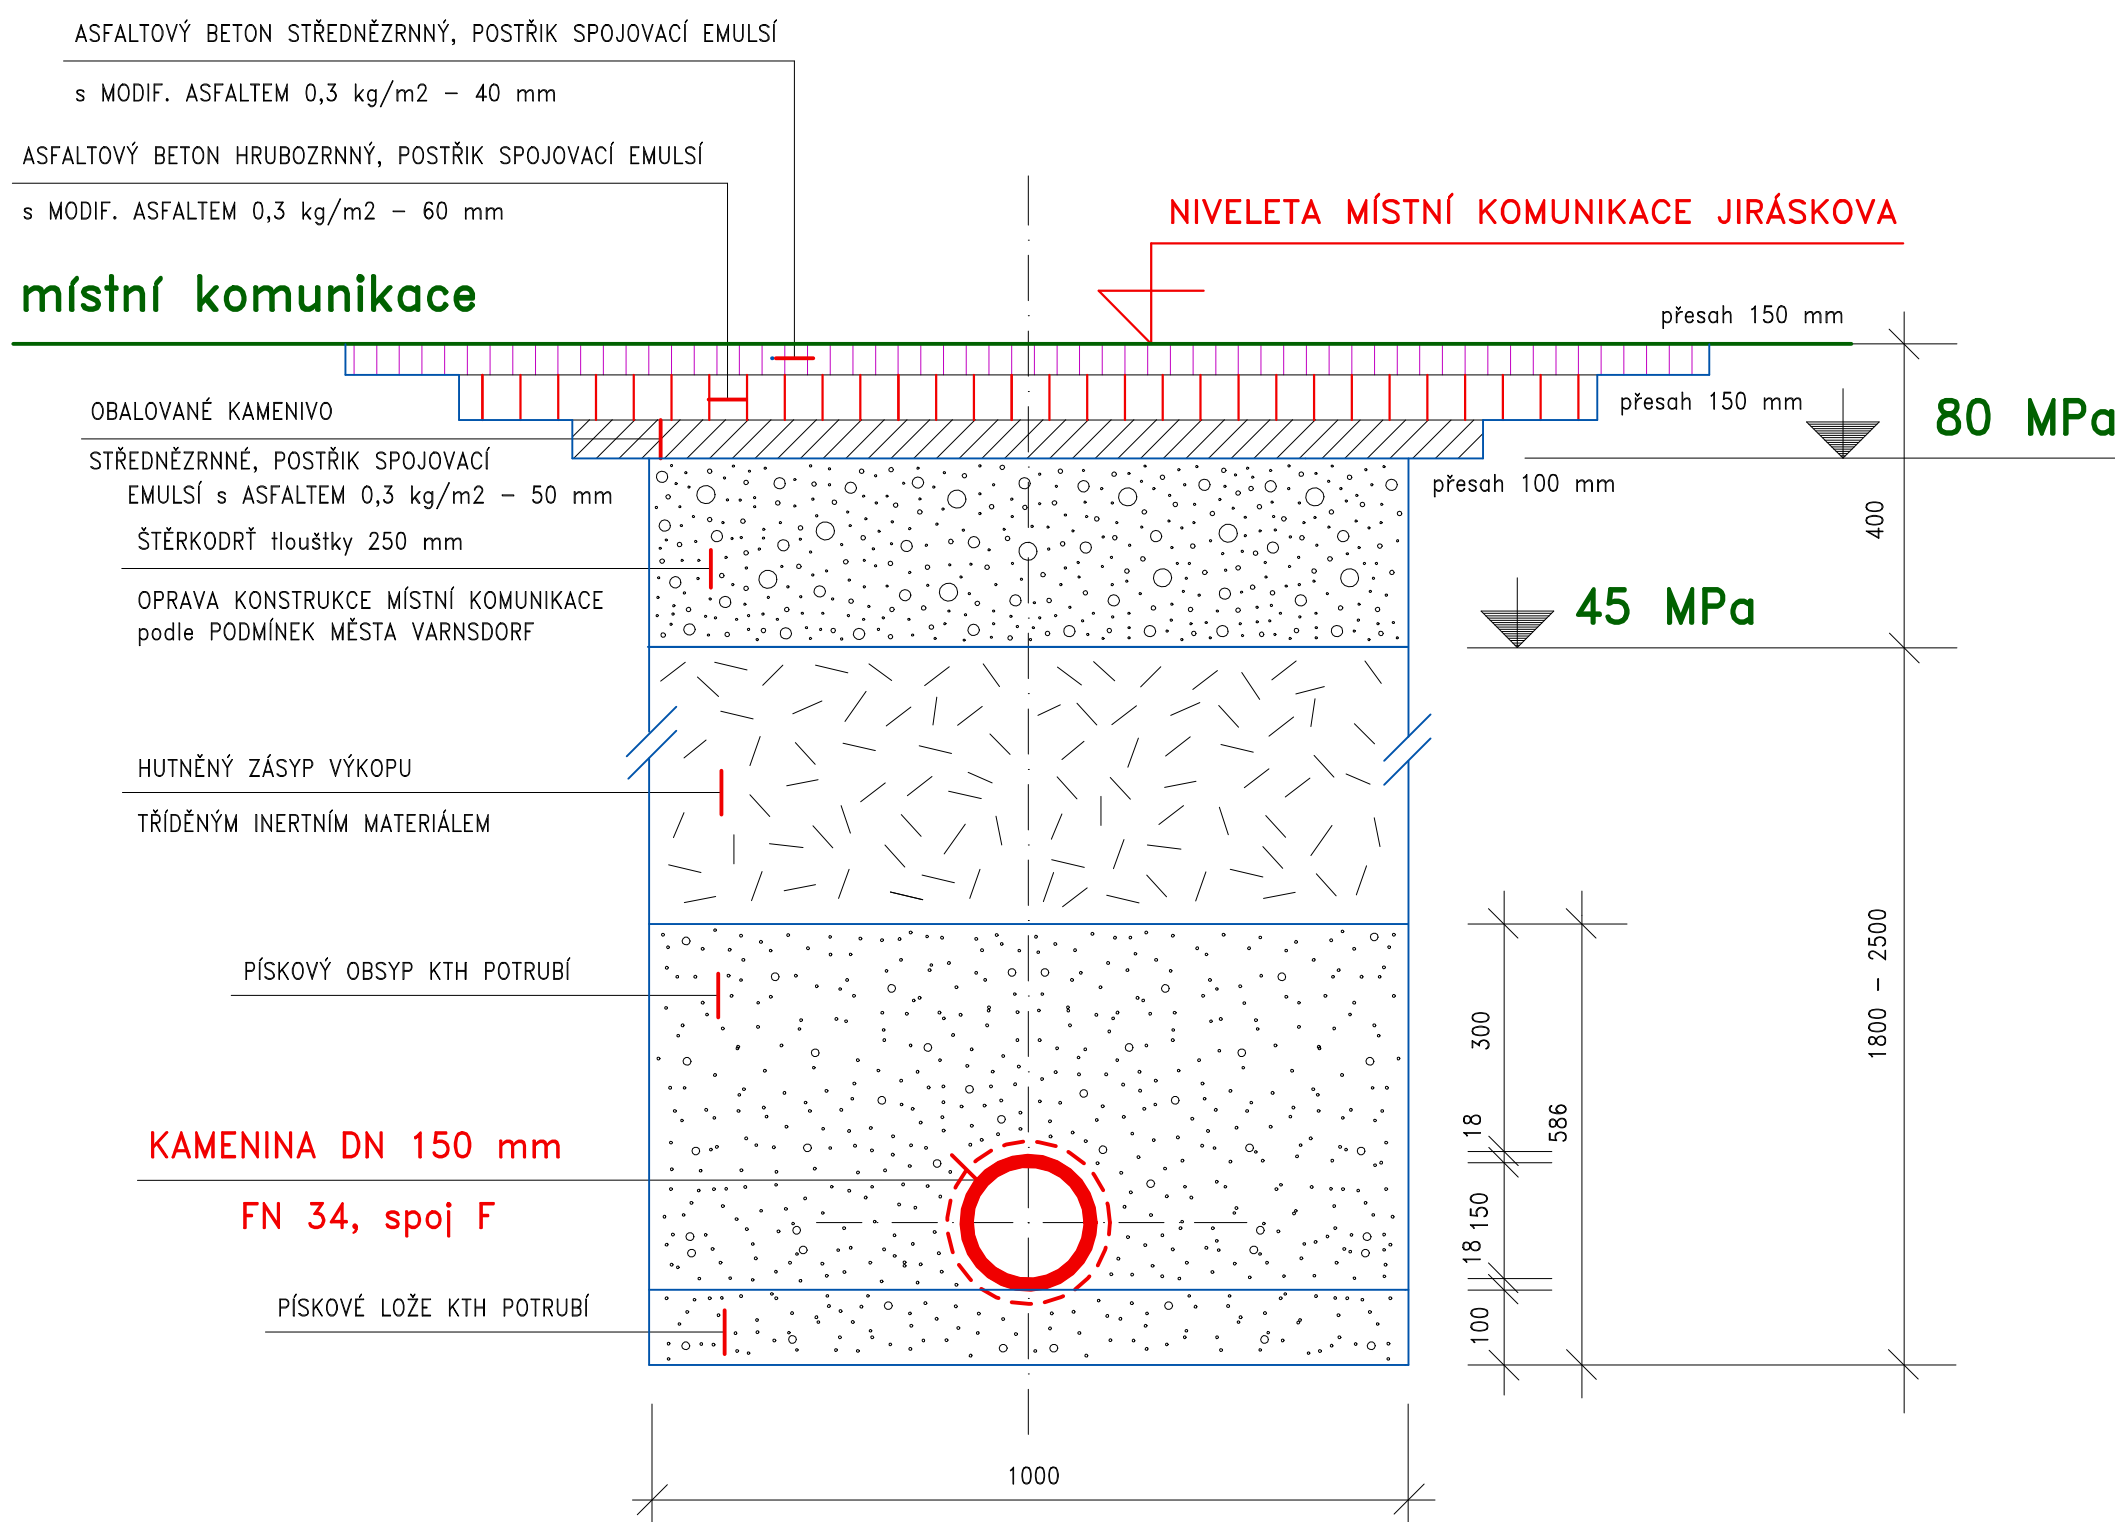 ASFALTOVÝ BETON STŘEDNĚZRNNÝ, POSTŘIK SPOJOVACÍ EMULSÍ
s MODIF. ASFALTEM 0,3 kg/m2 - 40 mm
ASFALTOVÝ BETON HRUBOZRNNÝ, POSTŘIK SPOJOVACÍ EMULSÍ
s MODIF. ASFALTEM 0,3 kg/m2 - 60 mm
NIVELETA MÍSTNÍ KOMUNIKACE JIRÁSKOVA
místní komunikace
přesah 150 mm
přesah 150 mm
80 MPa
OBALOVANÉ KAMENIVO
STŘEDNĚZRNNÉ, POSTŘIK SPOJOVACÍ
EMULSÍ s ASFALTEM 0,3 kg/m2 - 50 mm
přesah 100 mm
400
ŠTĚRKODRŤ tloušťky 250 mm
OPRAVA KONSTRUKCE MÍSTNÍ KOMUNIKACE
podle PODMÍNEK MĚSTA VARNSDORF
45 MPa
HUTNĚNÝ ZÁSYP VÝKOPU
TŘÍDĚNÝM INERTNÍM MATERIÁLEM
PÍSKOVÝ OBSYP KTH POTRUBÍ
300
1800 - 2500
18
586
KAMENINA DN 150 mm
FN 34, spoj F
150
18
PÍSKOVÉ LOŽE KTH POTRUBÍ
100
1000